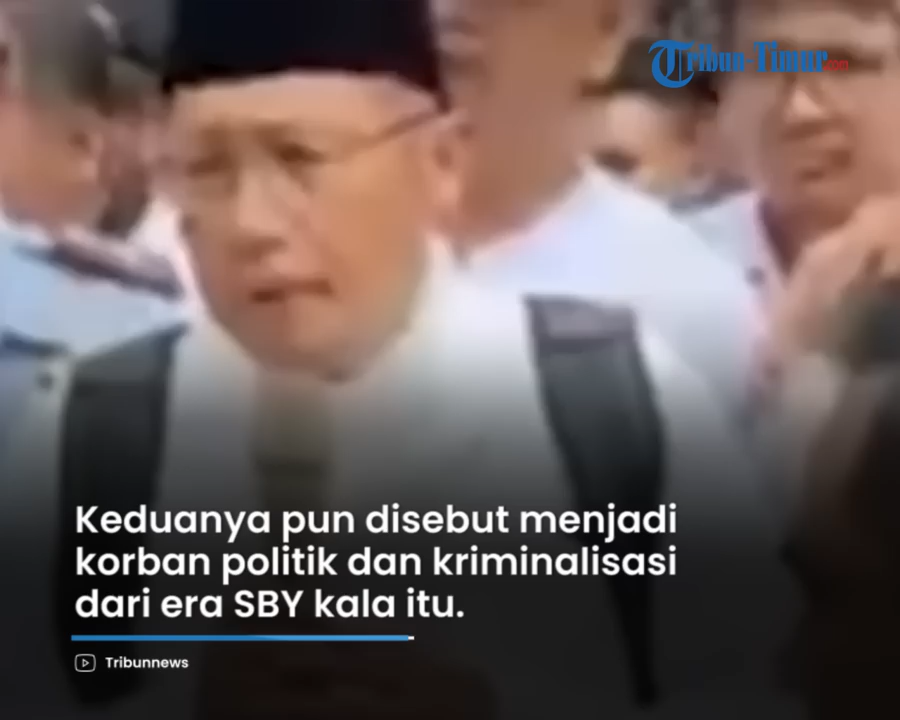 Tribun-Timur.com
Keduanya pun disebut menjadi
korban politik dan kriminalisasi
dari era SBY kala itu.
Tribunnews